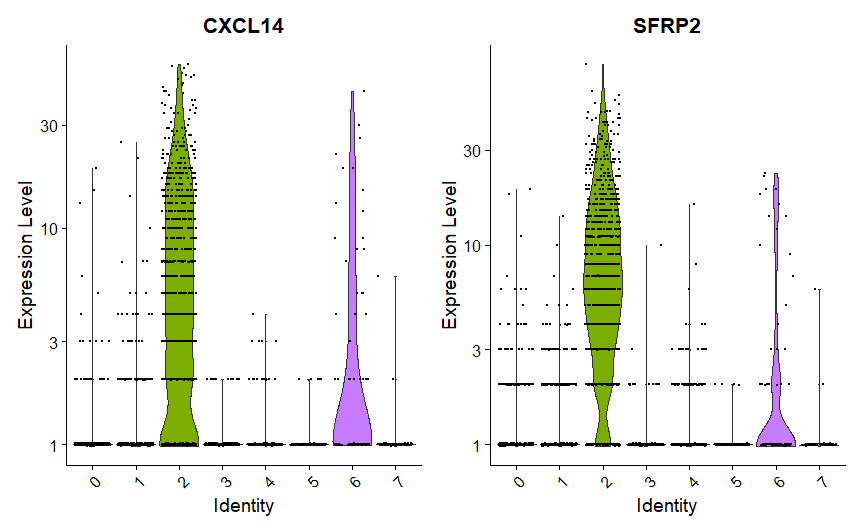 CXCL14
Expression Level
30
10
3
1
0 1 2 3 4 5 6 7
Identity
SFRP2
Expression Level
30
10
3
1
0 1 2 3 4 5 6 7
Identity